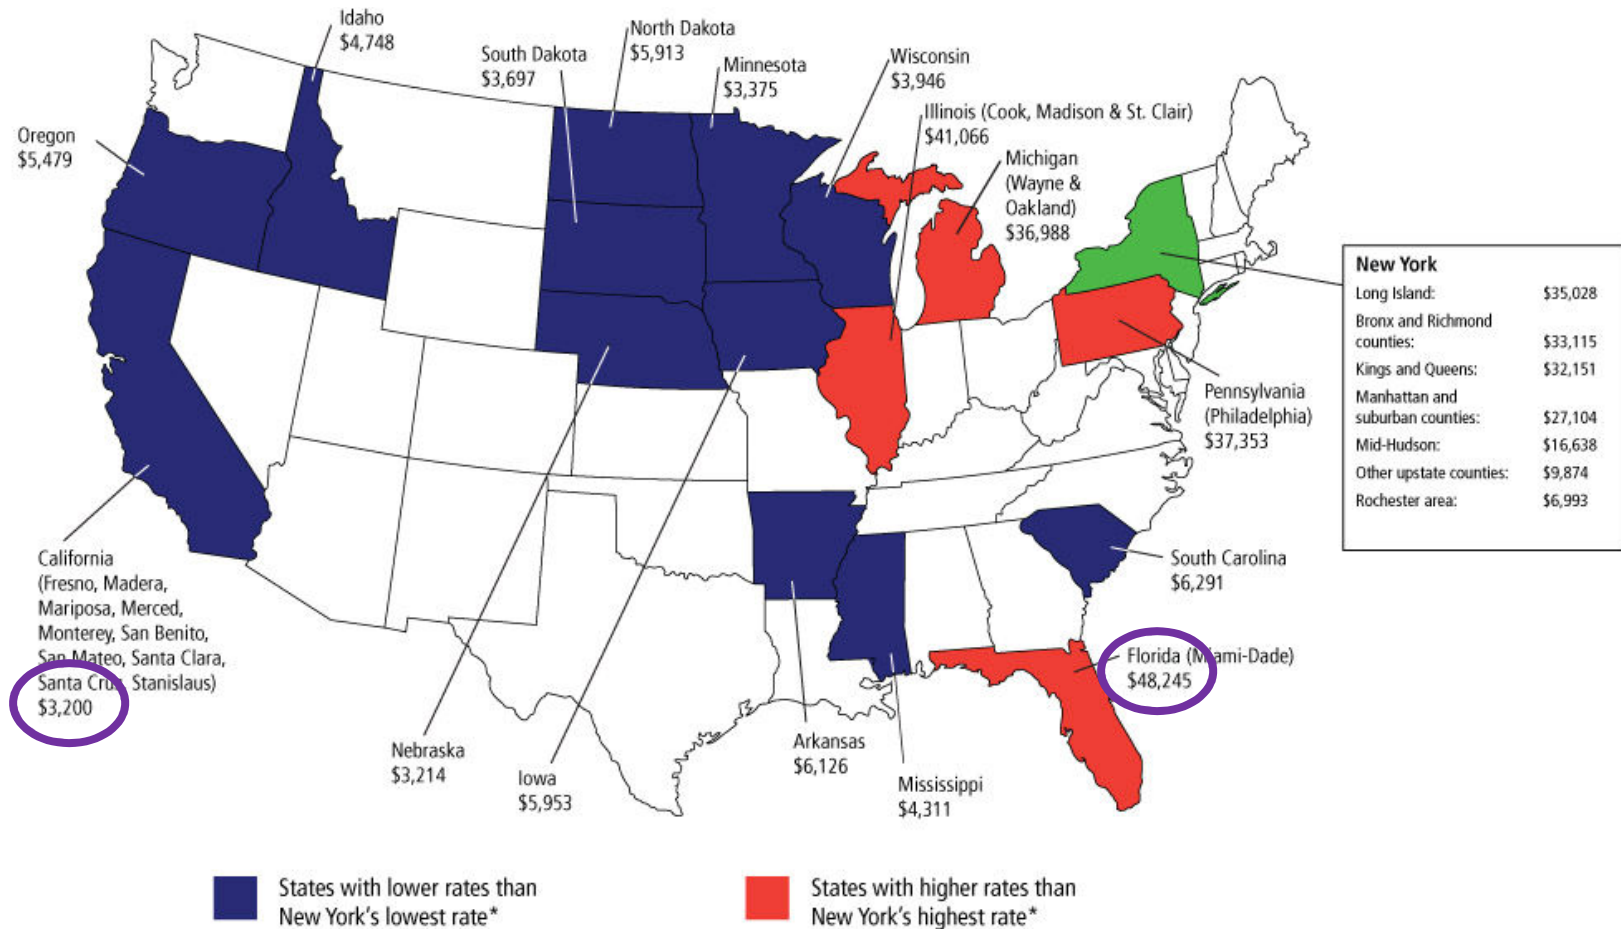 Idaho
$4,748
North Dakota
$5,913
South Dakota
$3,697
Minnesota
$3,375
Wisconsin
$3,946
Illinois (Cook, Madison & St. Clair)
$41,066
Michigan
(Wayne &
Oakland)
$36,988
Oregon
$5,479
New York
Long Island: $35,028
Bronx and Richmond
counties: $33,115
Kings and Queens: $32,151
Manhattan and
suburban counties: $27,104
Mid-Hudson: $16,638
Other upstate counties: $9,874
Rochester area: $6,993
Pennsylvania
(Philadelphia)
$37,353
California
(Fresno, Madera,
Mariposa, Merced,
Monterey, San Benito,
San Mateo, Santa Clara,
Santa Cruz, Stanislaus)
$3,200
South Carolina
$6,291
Florida (Miami-Dade)
$48,245
Nebraska
$3,214
Iowa
$5,953
Arkansas
$6,126
Mississippi
$4,311
States with lower rates than
New York's lowest rate*
States with higher rates than
New York's highest rate*